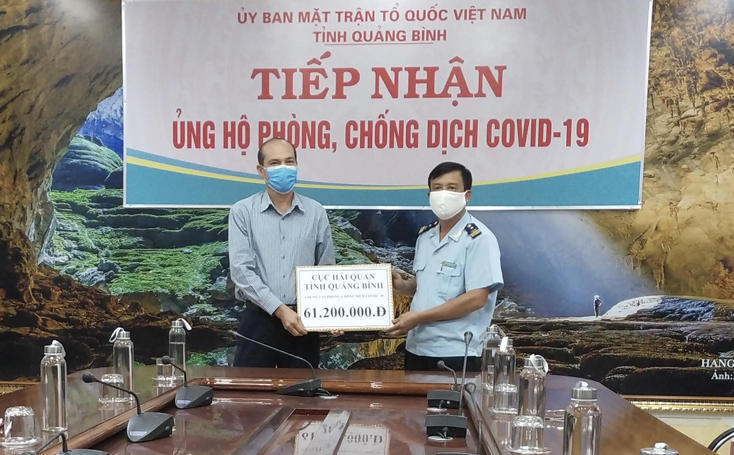 ỦY BAN MẶT TRẬN TỔ QUỐC VIỆT NAM
TỈNH QUẢNG BÌNH
TIẾP NHẬN
ỦNG HỘ PHÒNG, CHỐNG DỊCH COVID-19
CỤC HẢI QUAN
TỈNH QUẢNG BÌNH
61.200.000.Đ
HANG
Ảnh: